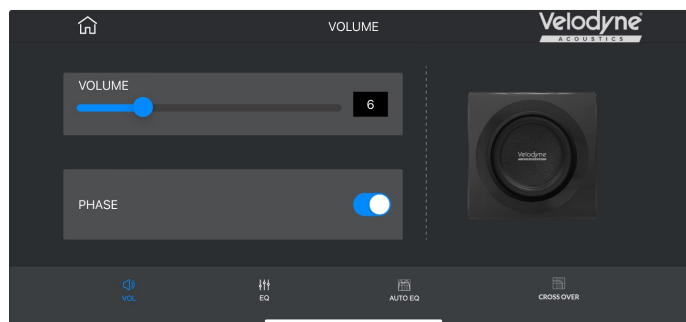 VOLUME
Velodyne
ACOUSTICS
VOLUME
6
Velodyne
PHASE
VOL
EQ
AUTO EQ
CROSS OVER